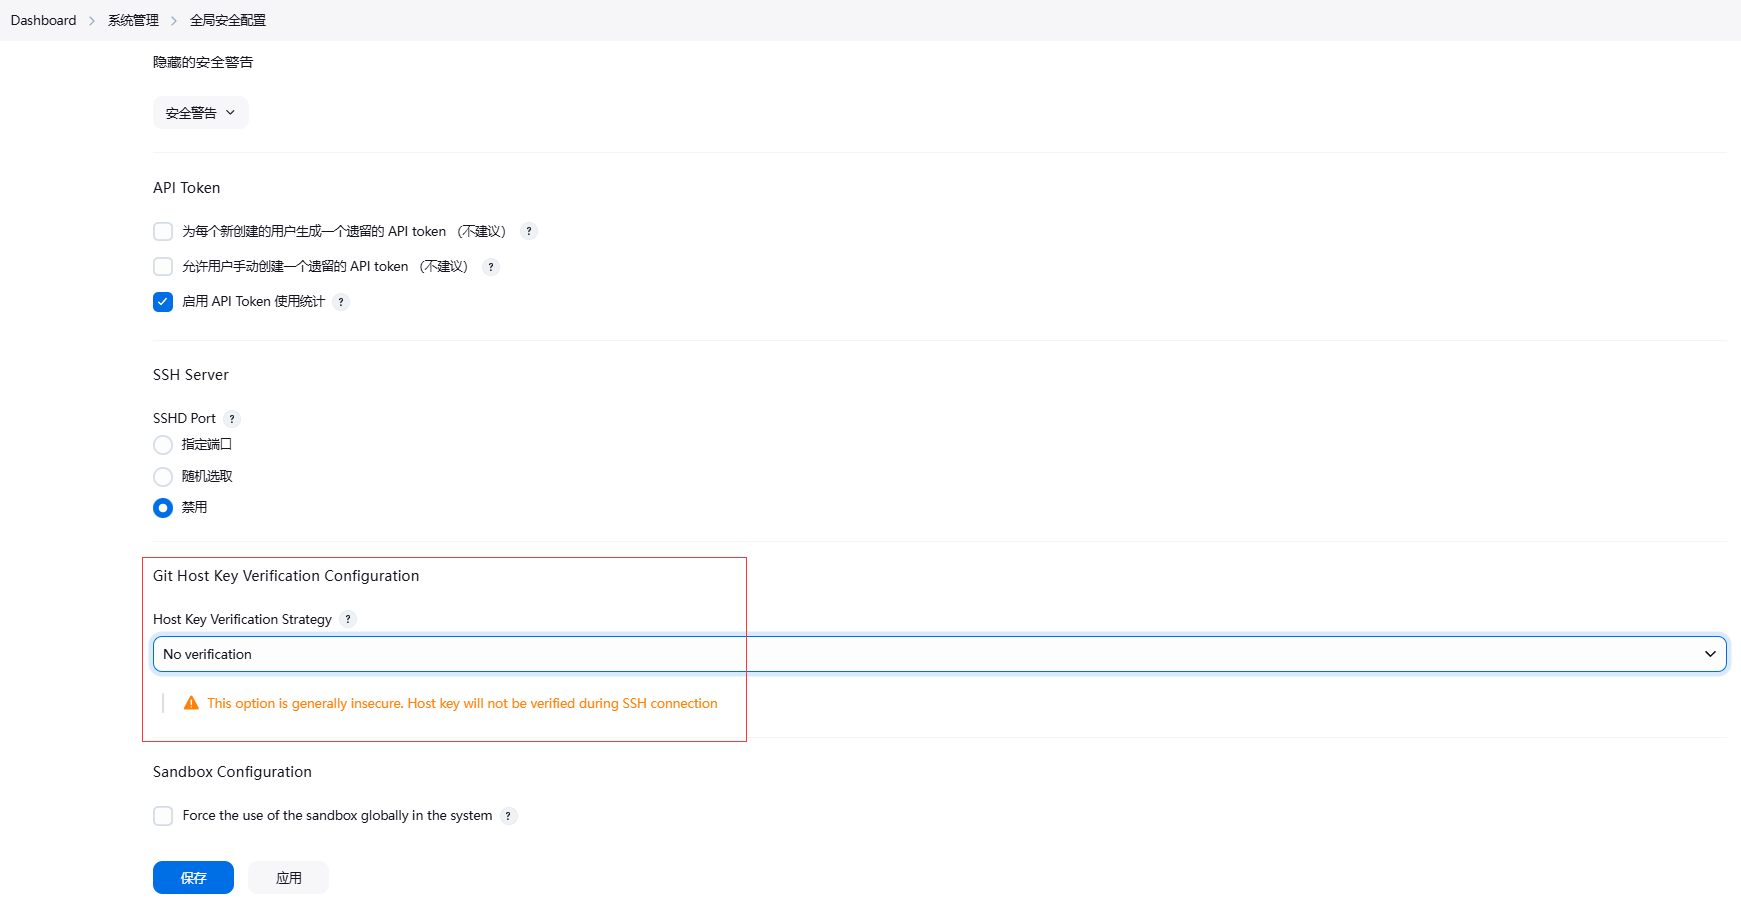 Dashboard > 系统管理 > 全局安全配置
隐藏的安全警告
安全警告
API Token
为每个新创建的用户生成一个遗留的 API token （不建议） ?
允许用户手动创建一个遗留的 API token （不建议） ?
启用 API Token 使用统计 ?
SSH Server
SSHD Port ?
指定端口
随机选取
禁用
Git Host Key Verification Configuration
Host Key Verification Strategy ?
No verification
This option is generally insecure. Host key will not be verified during SSH connection
Sandbox Configuration
Force the use of the sandbox globally in the system ?
保存 应用